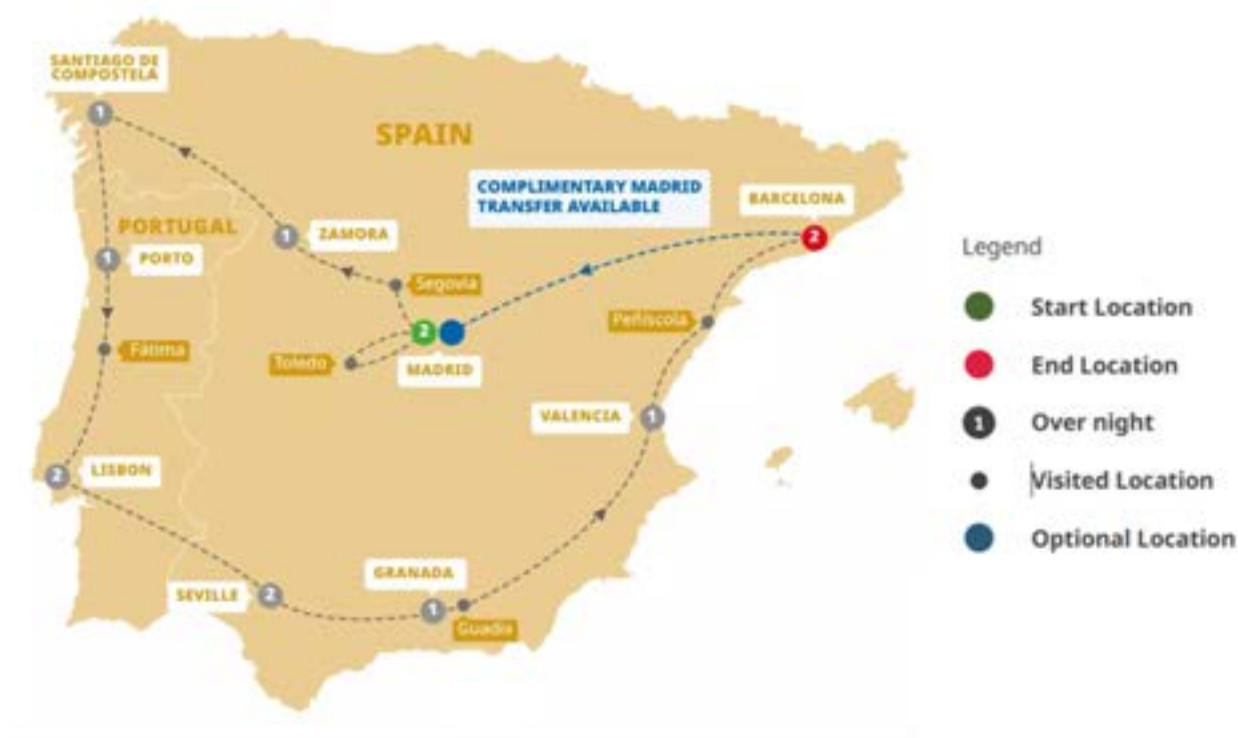 SANTIAGO DE
COMPOSTELA
1
SPAIN
COMPLIMENTARY MADRID
TRANSFER AVAILABLE
BARCELONA
2
PORTUGAL
1
ZAMORA
1
PORTO
Segovia
Peñíscola
2
Toledo
MADRID
Fátima
VALENCIA
1
2
LISBON
GRANADA
SEVILLE
2
1
Guadix
Legend
Start Location
End Location
1
Over night
Visited Location
Optional Location